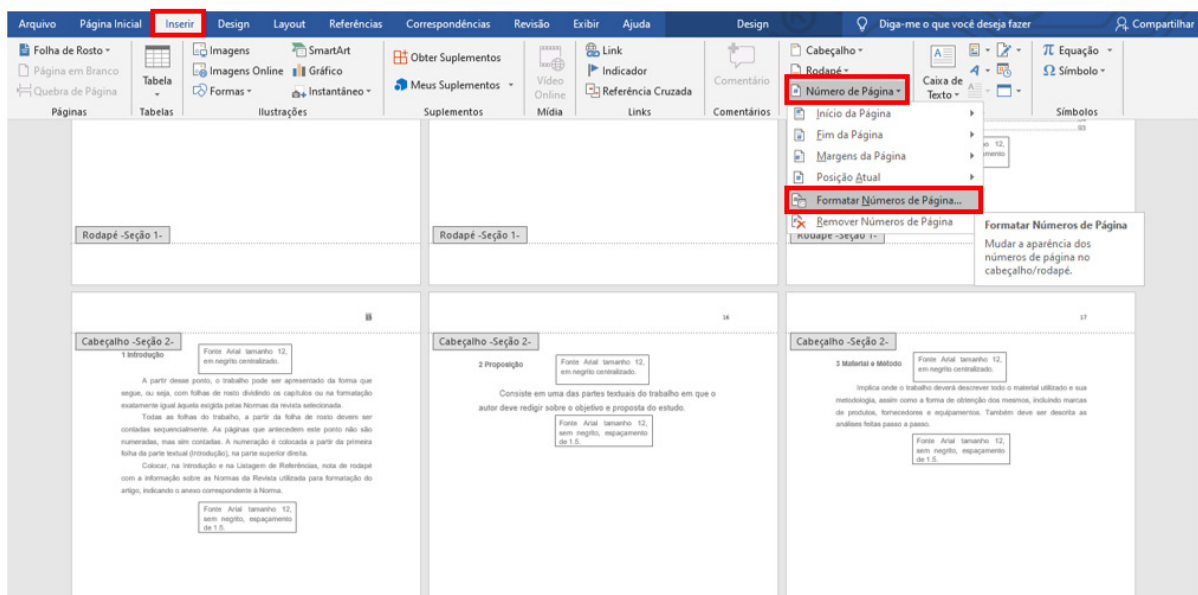 Arquivo Página Inicial Inserir Design Layout Referências Correspondências Revisão Exibir Ajuda Design Diga-me o que você deseja fazer Compartilhar
Folha de Rosto
Página em Branco
Quebra de Página
Páginas
Tabela
Tabelas
Imagens
Imagens Online
Formas
SmartArt
Gráfico
Instantâneo
Ilustrações
Obter Suplementos
Meus Suplementos
Suplementos
Vídeo
Online
Mídia
Link
Indicador
Referência Cruzada
Links
Comentário
Comentários
Cabeçalho
Rodapé
Número de Página
Caixa de
Texto
Equação
Símbolo
Símbolos
Início da Página
Fim da Página
Margens da Página
Posição Atual
Formatar Números de Página...
Remover Números de Página
Formatar Números de Página
Mudar a aparência dos
números de página no
cabeçalho/rodapé.
93
Rodapé -Seção 1-
Rodapé -Seção 1-
Rodapé -Seção 1-
Cabeçalho -Seção 2-
1 Introdução
Fonte Arial tamanho 12,
em negrito centralizado.
A partir desse ponto, o trabalho pode ser apresentado da forma que
segue, ou seja, com folhas de rosto dividindo os capítulos ou na formatação
exatamente igual àquela exigida pelas Normas da revista selecionada.
Todas as folhas do trabalho, a partir da folha de rosto devem ser
contadas sequencialmente. As páginas que antecedem este ponto não são
numeradas, mas sim contadas. A numeração é colocada a partir da primeira
folha da parte textual (Introdução), na parte superior direita.
Colocar, na Introdução e na Listagem de Referências, nota de rodapé
com a informação sobre as Normas da Revista utilizada para formatação do
artigo, indicando o anexo correspondente à Norma.
Fonte Arial tamanho 12,
sem negrito, espaçamento
de 1.5.
16
Cabeçalho -Seção 2-
2 Proposição
Fonte Arial tamanho 12,
em negrito centralizado.
Consiste em uma das partes textuais do trabalho em que o
autor deve redigir sobre o objetivo e proposta do estudo.
Fonte Arial tamanho 12,
sem negrito, espaçamento
de 1.5.
17
Cabeçalho -Seção 2-
3 Material e Método
Fonte Arial tamanho 12,
em negrito centralizado.
Implica onde o trabalho deverá descrever todo o material utilizado e sua
metodologia, assim como a forma de obtenção dos mesmos, incluindo marcas
de produtos, fornecedores e equipamentos. Também deve ser descrita as
análises feitas passo a passo.
Fonte Arial tamanho 12,
sem negrito, espaçamento
de 1.5.